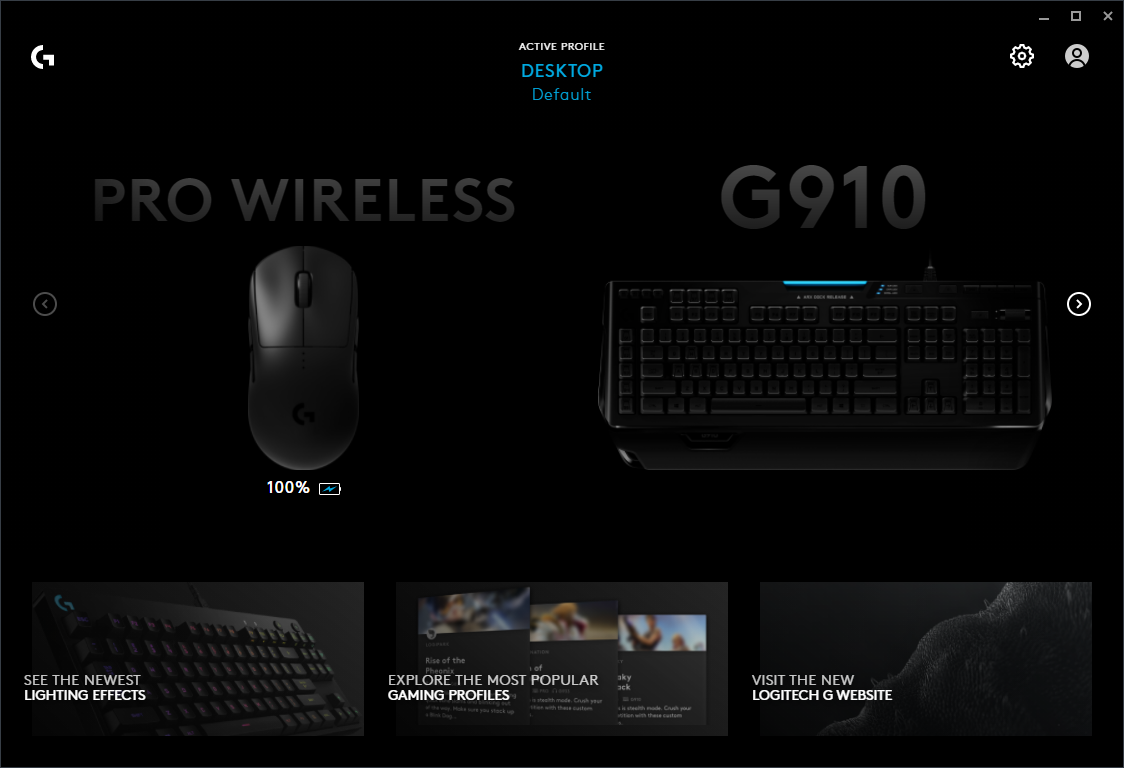 ACTIVE PROFILE
DESKTOP
Default
PRO WIRELESS
G910
100%
SEE THE NEWEST
LIGHTING EFFECTS
Rise of the
Pheonix
EXPLORE THE MOST POPULAR
GAMING PROFILES
VISIT THE NEW
LOGITECH G WEBSITE